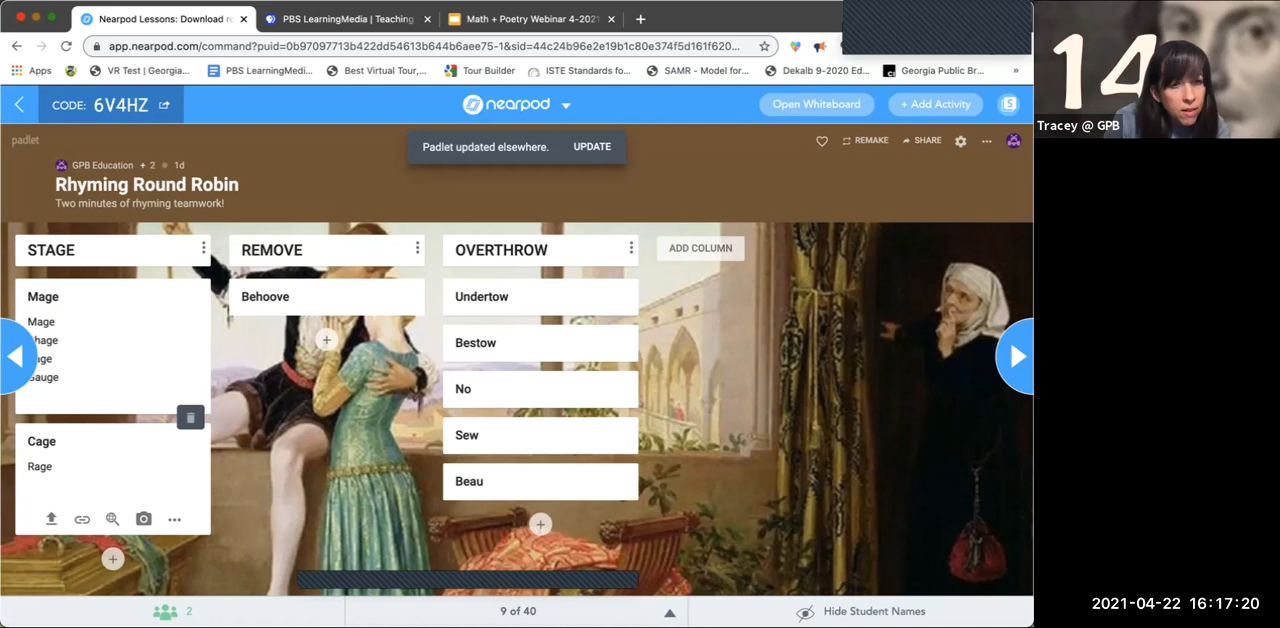 Nearpod Lessons: Download re
PBS LearningMedia | Teaching
Math + Poetry Webinar 4-2021
app.nearpod.com/command?puid=0b97097713b422dd54613b644b6aee75-1&sid=44c24b96e2e19b1c80e374f5d161f620...
Apps
VR Test | Georgia...
PBS LearningMedi...
Best Virtual Tour,...
Tour Builder
ISTE Standards fo...
SAMR - Model for...
Dekalb 9-2020 Ed...
Georgia Public Br...
»
CODE: 6V4HZ
nearpod
Open Whiteboard
+ Add Activity
S
padlet
Padlet updated elsewhere. UPDATE
REMAKE
SHARE
GPB Education + 2 1d
Rhyming Round Robin
Two minutes of rhyming teamwork!
STAGE
Mage
Mage
hage
age
Gauge
Cage
Rage
REMOVE
Behoove
OVERTHROW
Undertow
Bestow
No
Sew
Beau
ADD COLUMN
2
9 of 40
Hide Student Names
14
Tracey @ GPB
2021-04-22 16:17:20